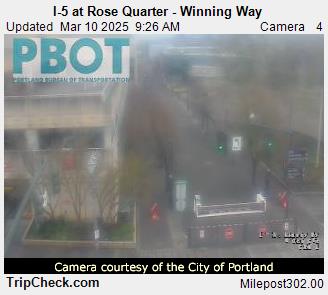 I-5 at Rose Quarter - Winning Way
Updated Mar 10 2025 9:26 AM Camera 4
PBOT
PORTLAND BUREAU OF TRANSPORTATION
Camera courtesy of the City of Portland
TripCheck.com Milepost302.00